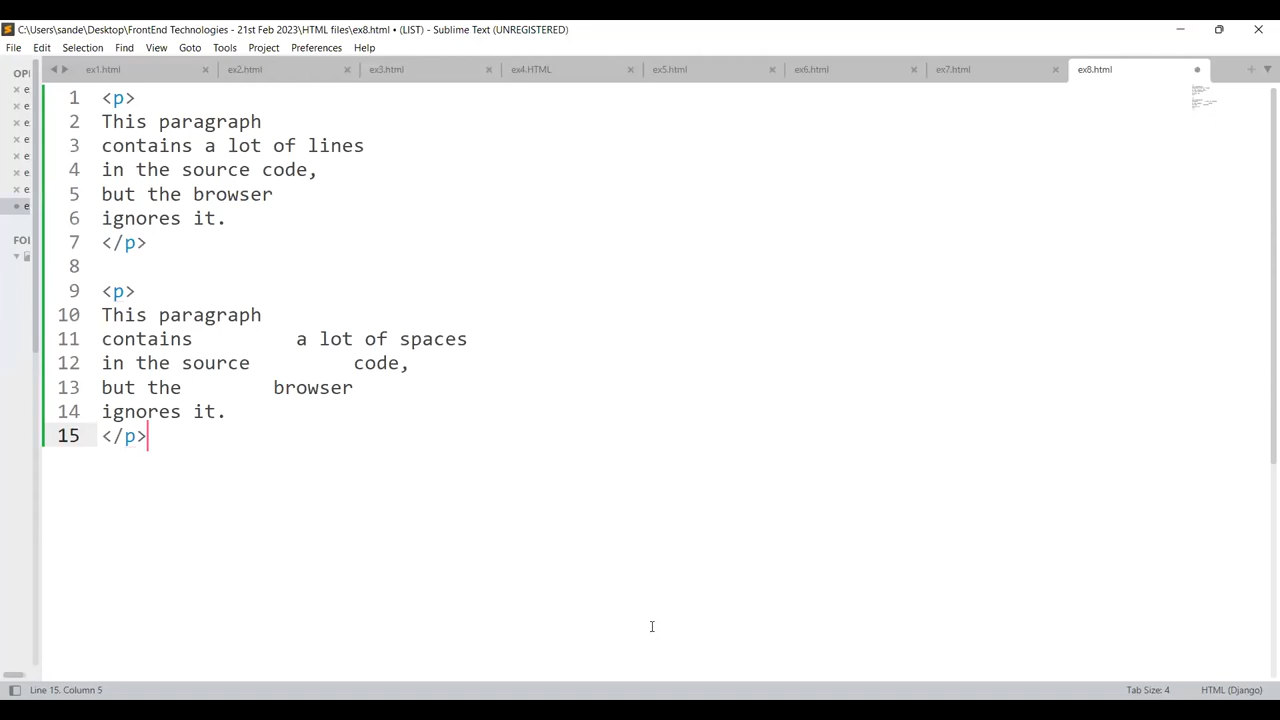 C:\Users\sande\Desktop\FrontEnd Technologies - 21st Feb 2023\HTML files\ex8.html • (LIST) - Sublime Text (UNREGISTERED)
File Edit Selection Find View Goto Tools Project Preferences Help
ex1.html ex2.html ex3.html ex4.HTML ex5.html ex6.html ex7.html ex8.html
1 <p>
2 This paragraph
3 contains a lot of lines
4 in the source code,
5 but the browser
6 ignores it.
7 </p>
8
9 <p>
10 This paragraph
11 contains         a lot of spaces
12 in the source         code,
13 but the        browser
14 ignores it.
15 </p>
Line 15, Column 5
Tab Size: 4 HTML (Django)